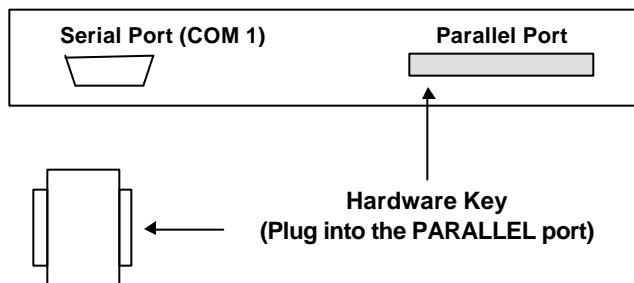 Serial Port (COM 1)
Parallel Port
Hardware Key
(Plug into the PARALLEL port)